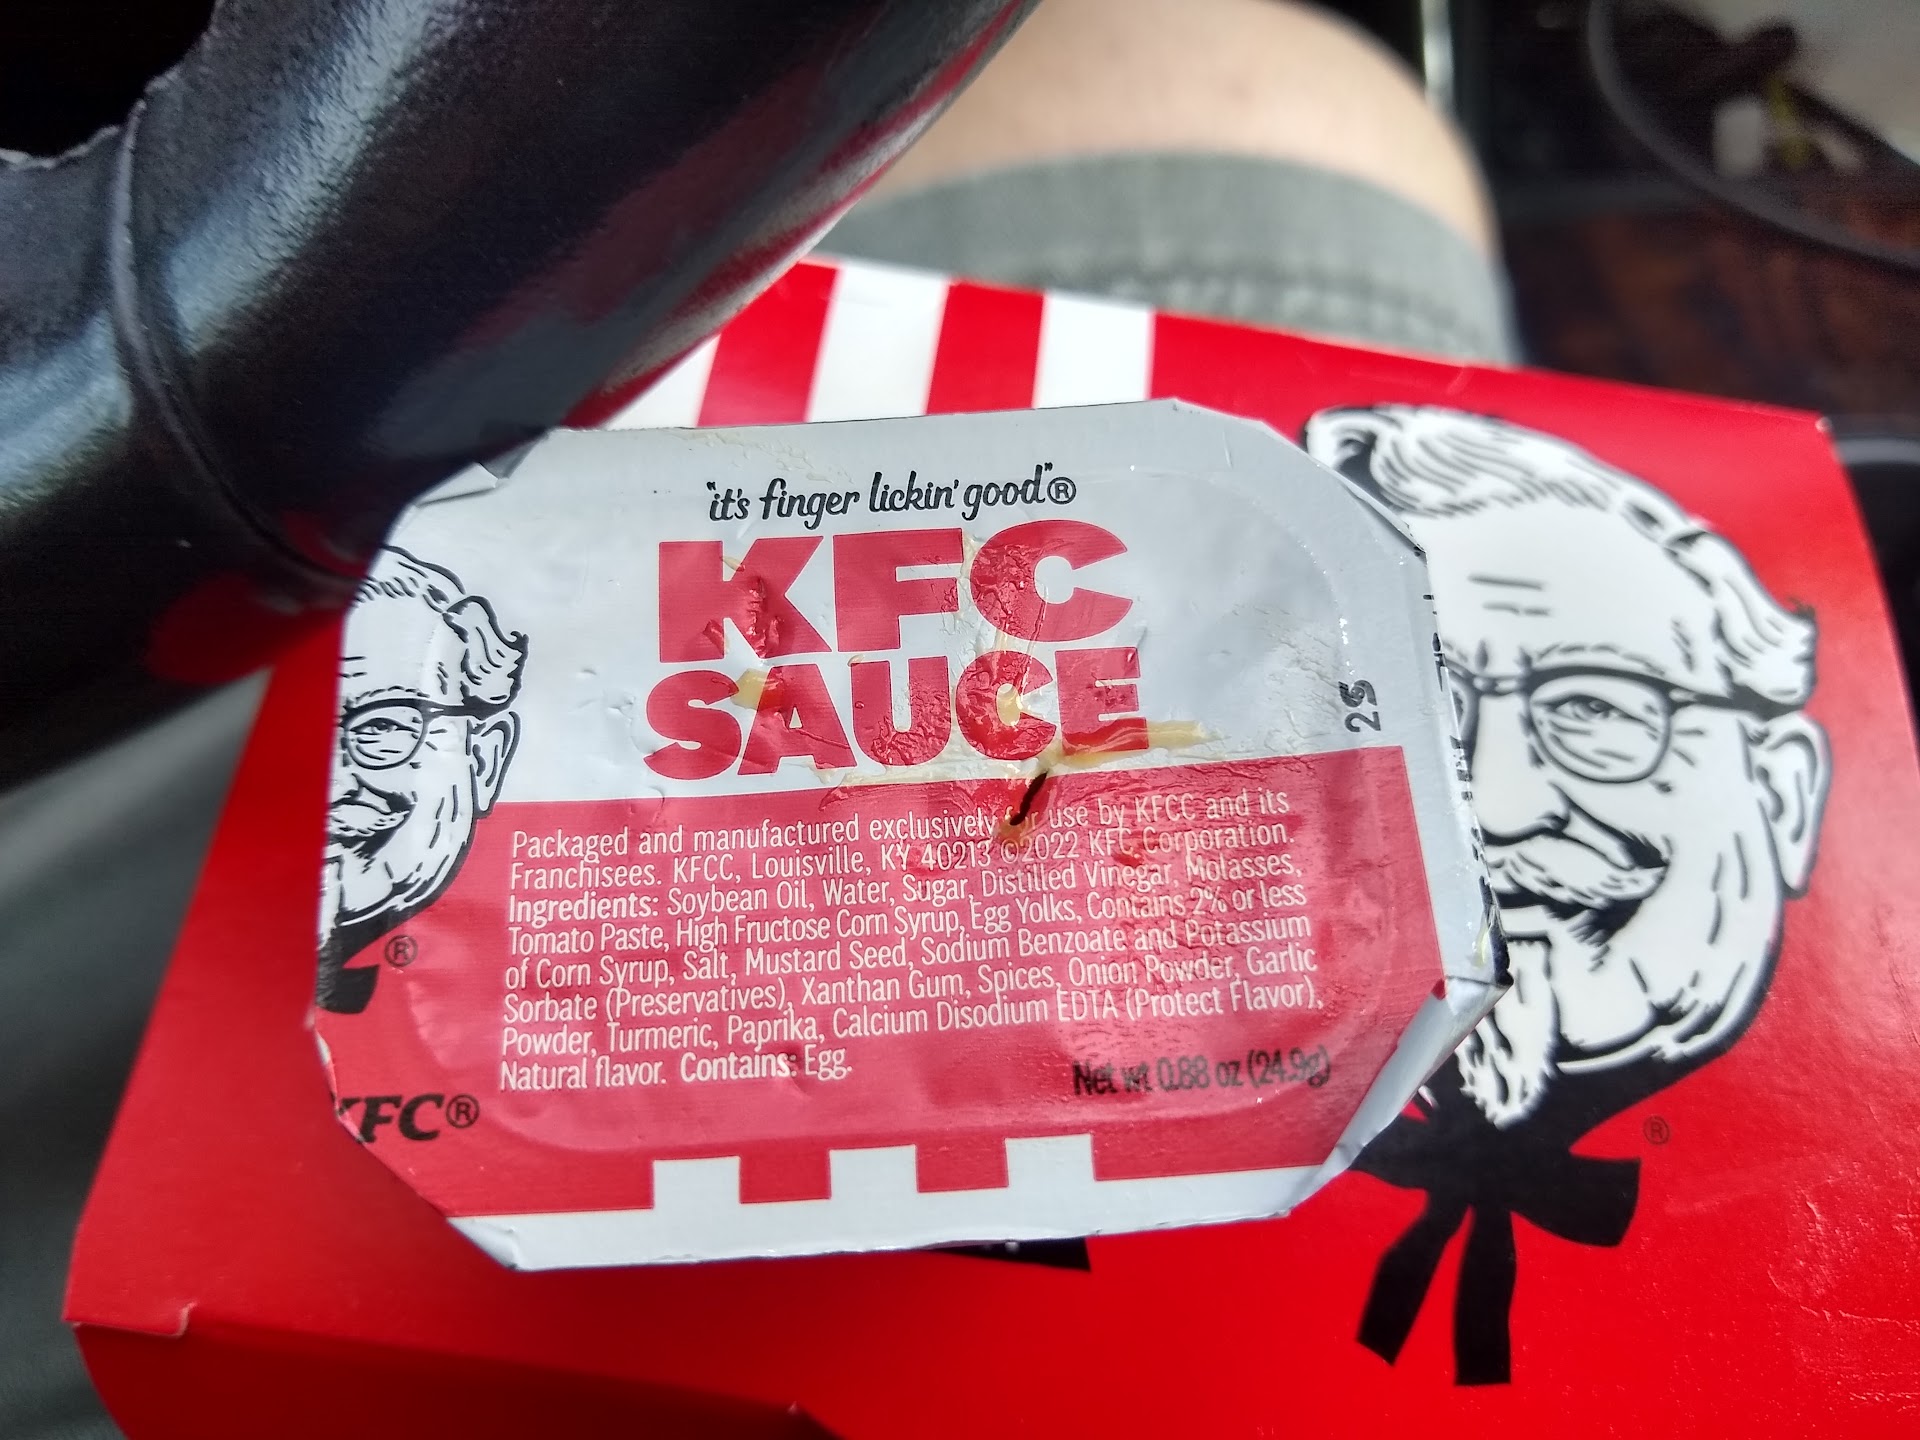 "it's finger lickin' good"®
KFC
SAUCE
25
Packaged and manufactured exclusively use by KFCC and its
Franchisees. KFCC, Louisville, KY 40213 ©2022 KFC Corporation.
Ingredients: Soybean Oil, Water, Sugar, Distilled Vinegar, Molasses,
Tomato Paste, High Fructose Corn Syrup, Egg Yolks, Contains 2% or less
of Corn Syrup, Salt, Mustard Seed, Sodium Benzoate and Potassium
Sorbate (Preservatives), Xanthan Gum, Spices, Onion Powder, Garlic
Powder, Turmeric, Paprika, Calcium Disodium EDTA (Protect Flavor),
Natural flavor. Contains: Egg.
Net wt 0.88 oz (24.9g)
®
KFC®
®